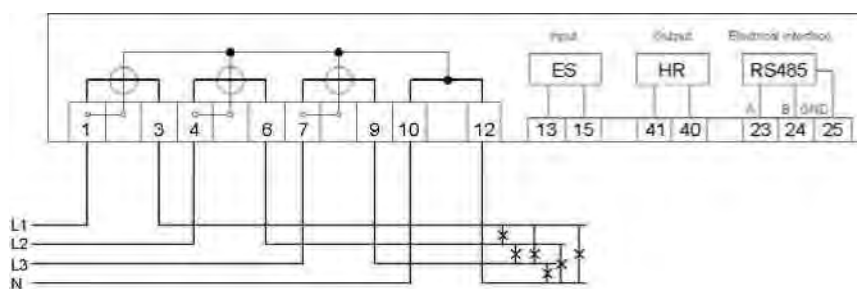 Input Output Electrical interface
ES HR RS485
A B GND
1 3 4 6 7 9 10 12 13 15 41 40 23 24 25
L1
L2
L3
N